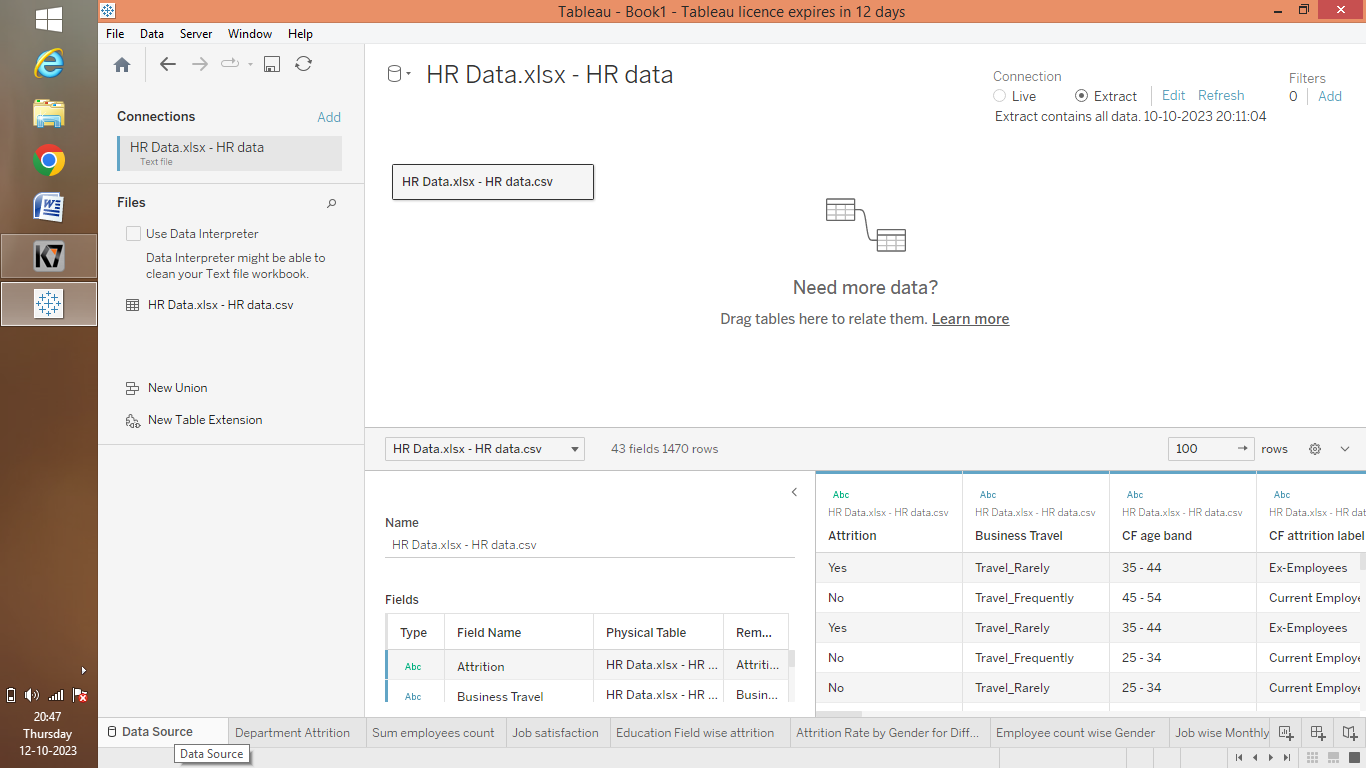 Tableau - Book1 - Tableau licence expires in 12 days
File Data Server Window Help
Connections Add
HR Data.xlsx - HR data
Text file
Files
Use Data Interpreter
Data Interpreter might be able to
clean your Text file workbook.
HR Data.xlsx - HR data.csv
New Union
New Table Extension
HR Data.xlsx - HR data
Connection
Live Extract Edit Refresh
Extract contains all data. 10-10-2023 20:11:04
Filters
0 Add
HR Data.xlsx - HR data.csv
Need more data?
Drag tables here to relate them. Learn more
HR Data.xlsx - HR data.csv 43 fields 1470 rows 100 rows
Name
HR Data.xlsx - HR data.csv
Fields
Type Field Name Physical Table Rem...
Abc Attrition HR Data.xlsx - HR ... Attriti...
Abc Business Travel HR Data.xlsx - HR ... Busin...
Abc Abc Abc Abc
HR Data.xlsx - HR data.csv HR Data.xlsx - HR data.csv HR Data.xlsx - HR data.csv HR Data.xlsx - HR dat
Attrition Business Travel CF age band CF attrition label
Yes Travel_Rarely 35 - 44 Ex-Employees
No Travel_Frequently 45 - 54 Current Employe
Yes Travel_Rarely 35 - 44 Ex-Employees
No Travel_Frequently 25 - 34 Current Employe
No Travel_Rarely 25 - 34 Current Employe
Data Source Department Attrition Sum employees count Job satisfaction Education Field wise attrition Attrition Rate by Gender for Diff... Employee count wise Gender Job wise Monthly
Data Source
K7
W
20:47
Thursday
12-10-2023